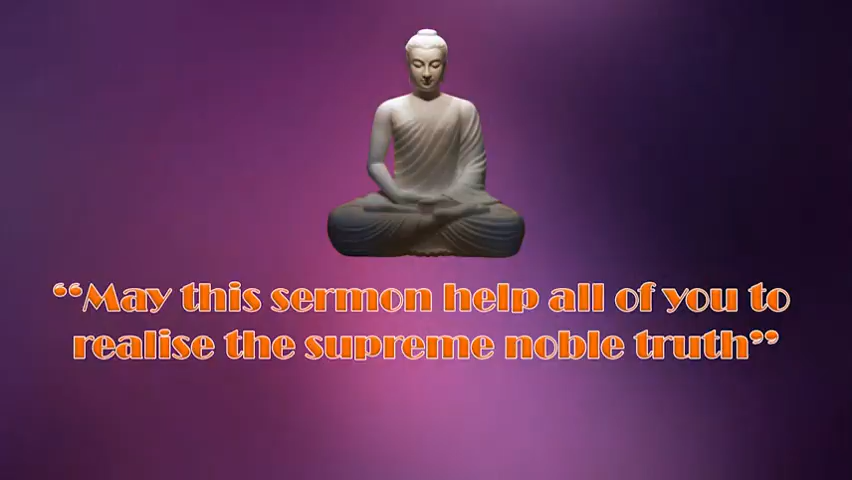 “May this sermon help all of you to
realise the supreme noble truth”